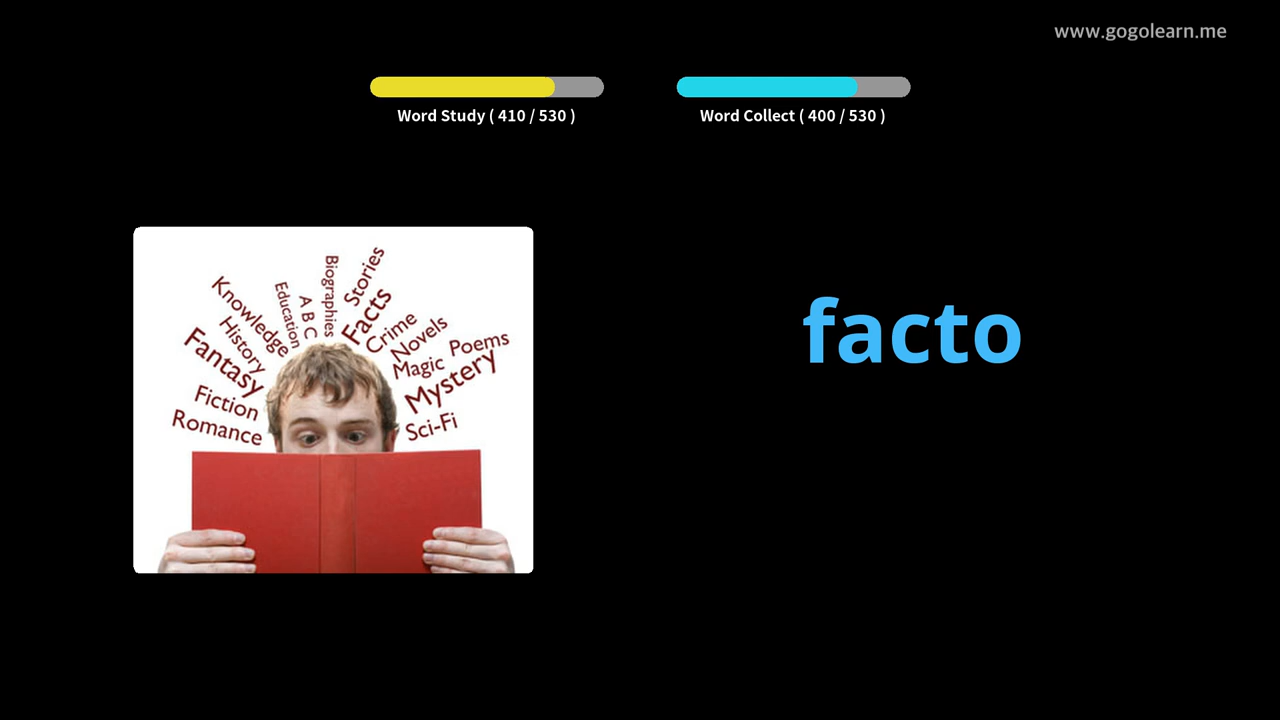 www.gogolearn.me
Word Study ( 410 / 530 )
Word Collect ( 400 / 530 )
facto
Knowledge
History
Fantasy
Fiction
Romance
Education
A B C
Biographies
Stories
Facts
Crime
Novels
Magic
Poems
Mystery
Sci-Fi